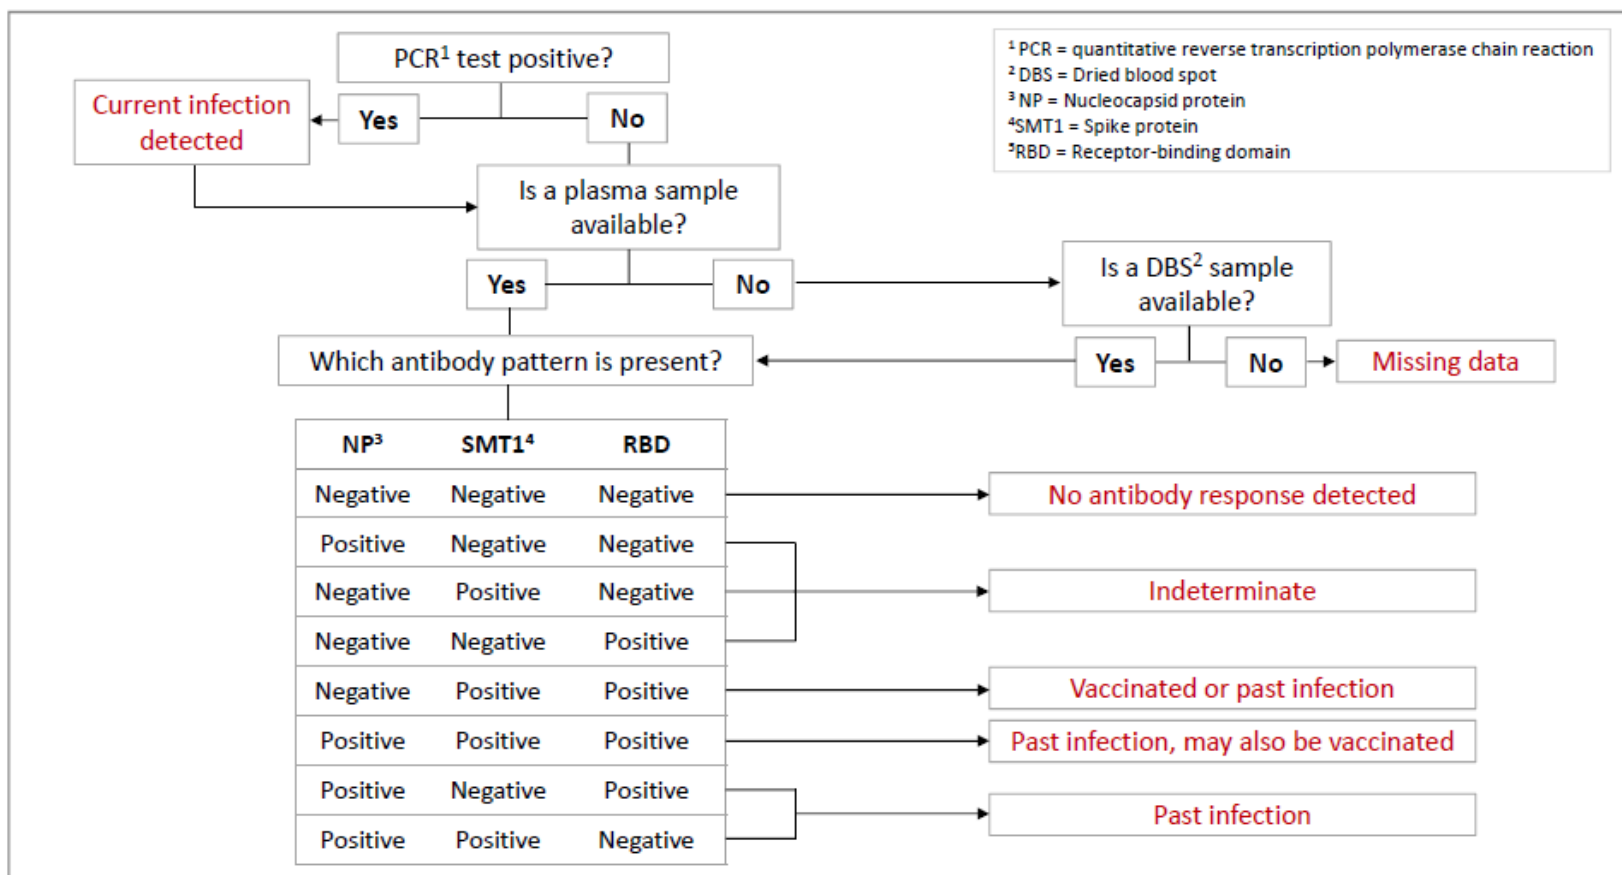 PCR¹ test positive?
¹ PCR = quantitative reverse transcription polymerase chain reaction
² DBS = Dried blood spot
³ NP = Nucleocapsid protein
⁴SMT1 = Spike protein
⁵RBD = Receptor-binding domain
Current infection
detected
Yes
No
Is a plasma sample
available?
Yes
No
Is a DBS² sample
available?
Yes
No
Missing data
Which antibody pattern is present?
NP³ SMT1⁴ RBD
Negative Negative Negative
No antibody response detected
Positive Negative Negative
Negative Positive Negative
Negative Negative Positive
Indeterminate
Negative Positive Positive
Vaccinated or past infection
Positive Positive Positive
Past infection, may also be vaccinated
Positive Negative Positive
Positive Positive Negative
Past infection